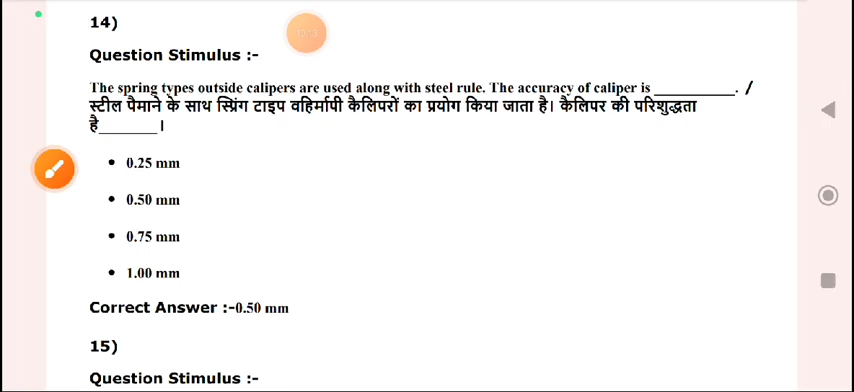 14)
Question Stimulus :-
The spring types outside calipers are used along with steel rule. The accuracy of caliper is __________. /
स्टील पैमाने के साथ स्प्रिंग टाइप वहिर्मापी कैलिपरों का प्रयोग किया जाता है। कैलिपर की परिशुद्धता
है________।
• 0.25 mm
• 0.50 mm
• 0.75 mm
• 1.00 mm
Correct Answer :-0.50 mm
15)
Question Stimulus :-